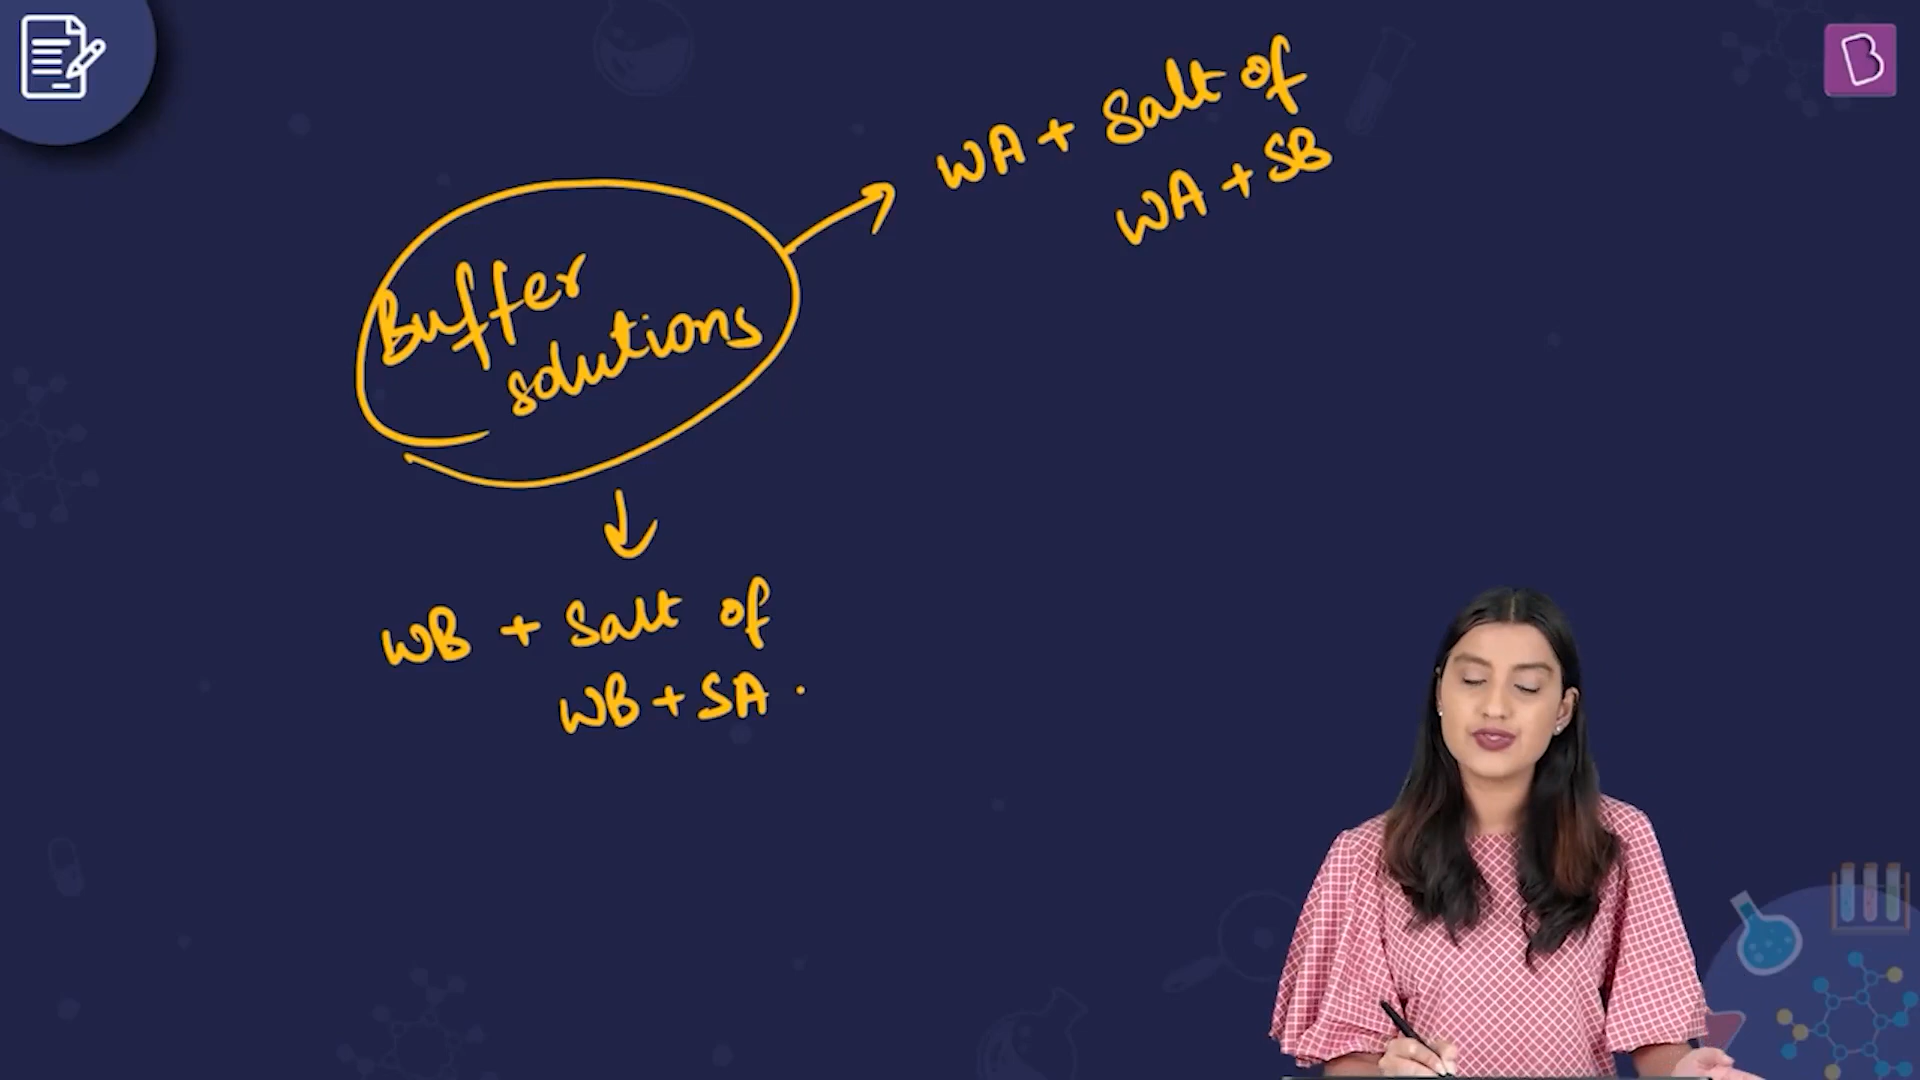 Buffer
solutions
WA + Salt of
WA + SB
WB + Salt of
WB + SA .
B